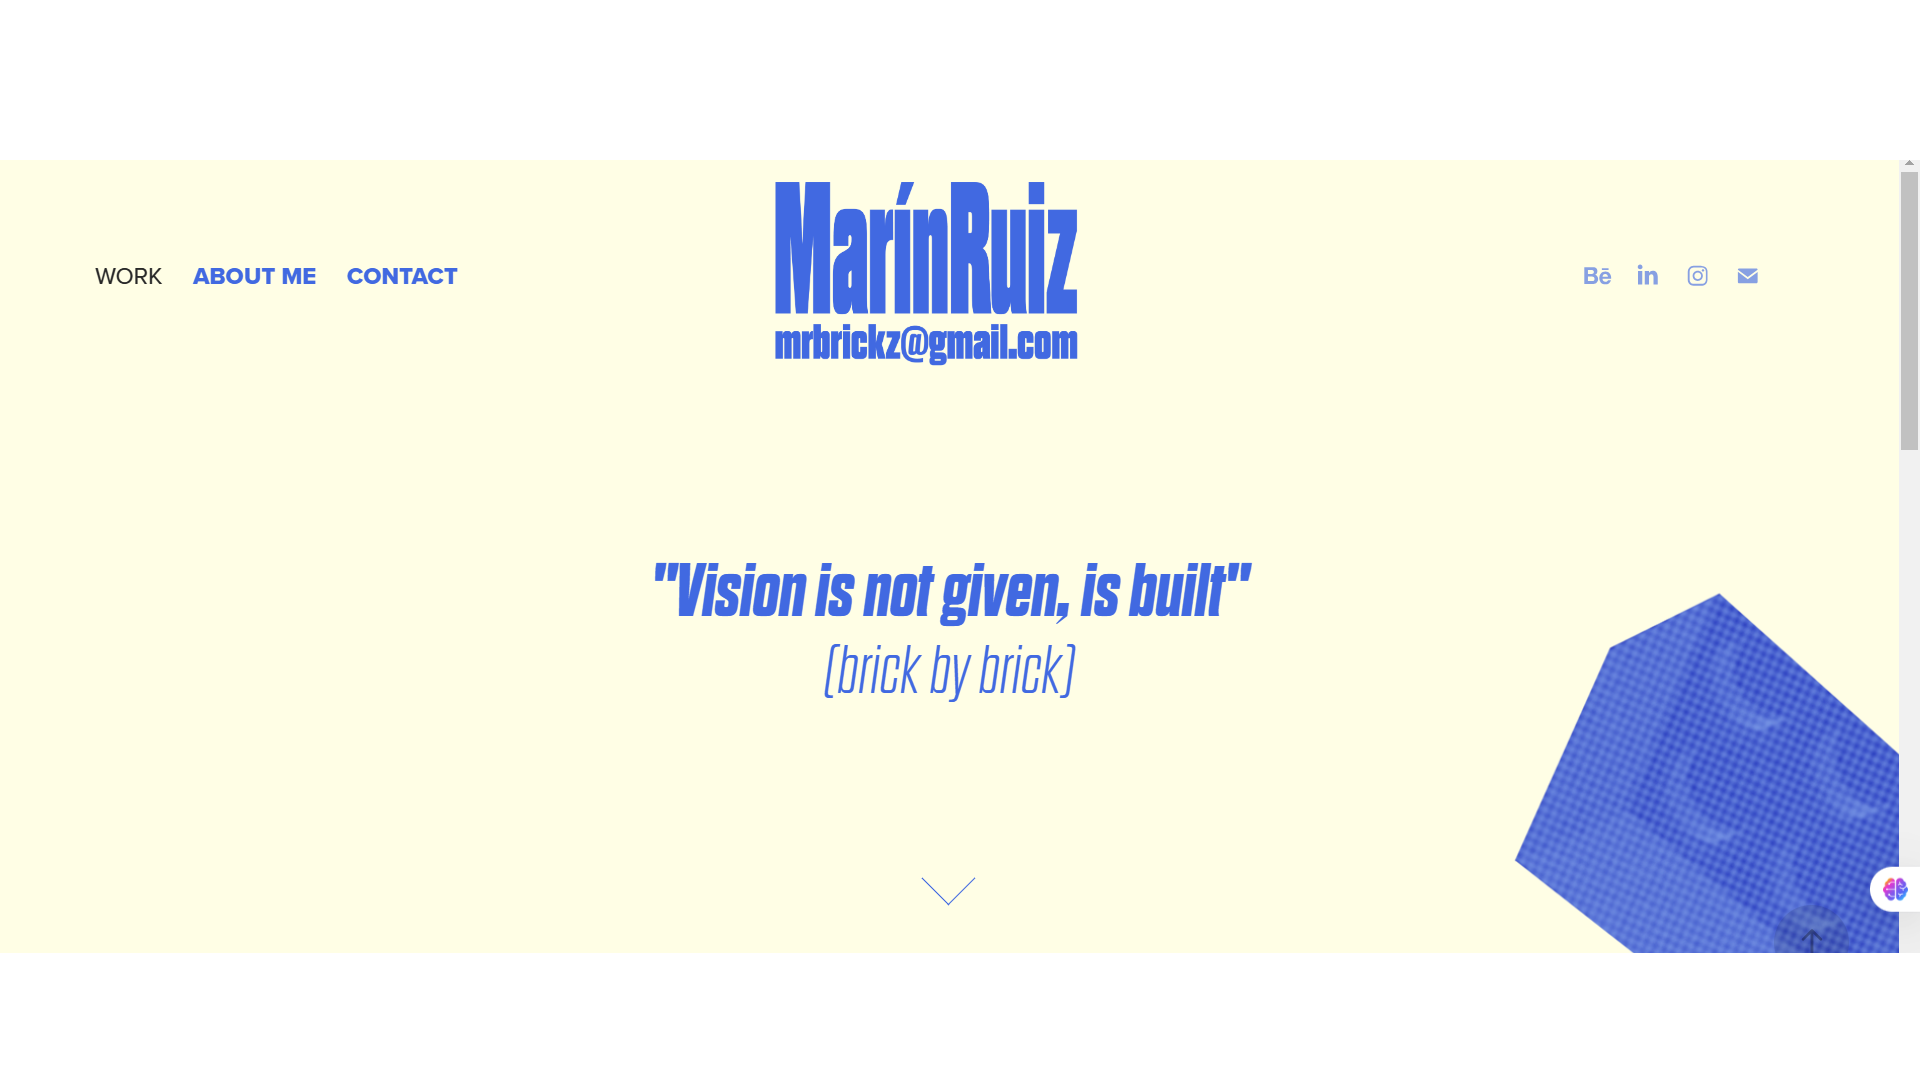 WORK ABOUT ME CONTACT
MarínRuiz
mrbrickz@gmail.com
Bē in
"Vision is not given, is built"
(brick by brick)